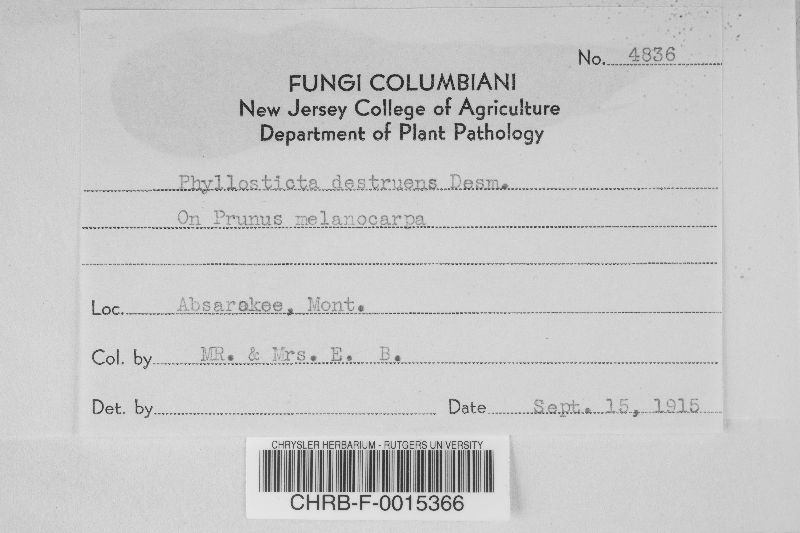 No. 4836
FUNGI COLUMBIANI
New Jersey College of Agriculture
Department of Plant Pathology
Phyllosticta destruens Desm.
On Prunus melanocarpa
Loc. Absarokee, Mont.
Col. by MR. & Mrs. E. B.
Det. by
Date Sept. 15, 1915
CHRYSLER HERBARIUM - RUTGERS UNIVERSITY
CHRB-F-0015366